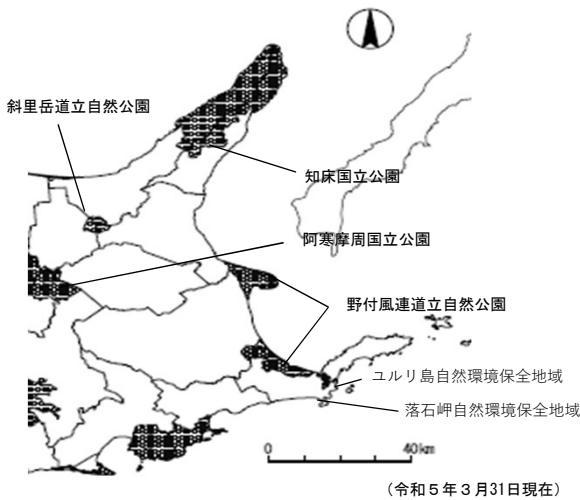 斜里岳道立自然公園
知床国立公園
阿寒摩周国立公園
野付風連道立自然公園
ユルリ島自然環境保全地域
落石岬自然環境保全地域
0 40km
(令和５年３月31日現在)